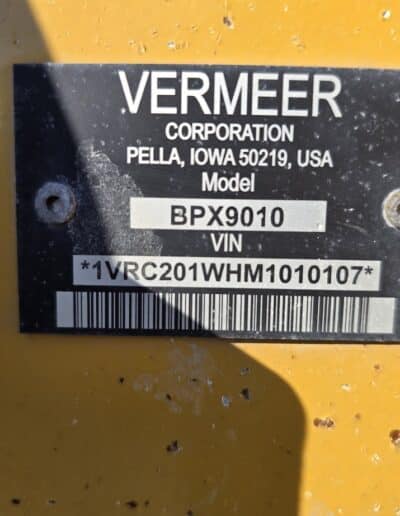 VERMEER
CORPORATION
PELLA, IOWA 50219, USA
Model
BPX9010
VIN
*1VRC201WHM1010107*